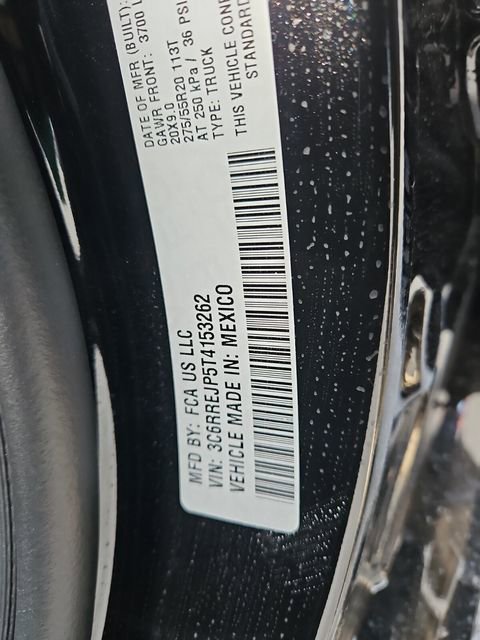 DATE OF MFR (BUILT):
GAWR FRONT: 3700 L
20X9.0
275/55R20 113T
AT 250 kPa / 36 PSI
TYPE: TRUCK
THIS VEHICLE CONF
STANDARD
MFD BY: FCA US LLC
VIN: 3C6RREJP5T4153262
VEHICLE MADE IN: MEXICO